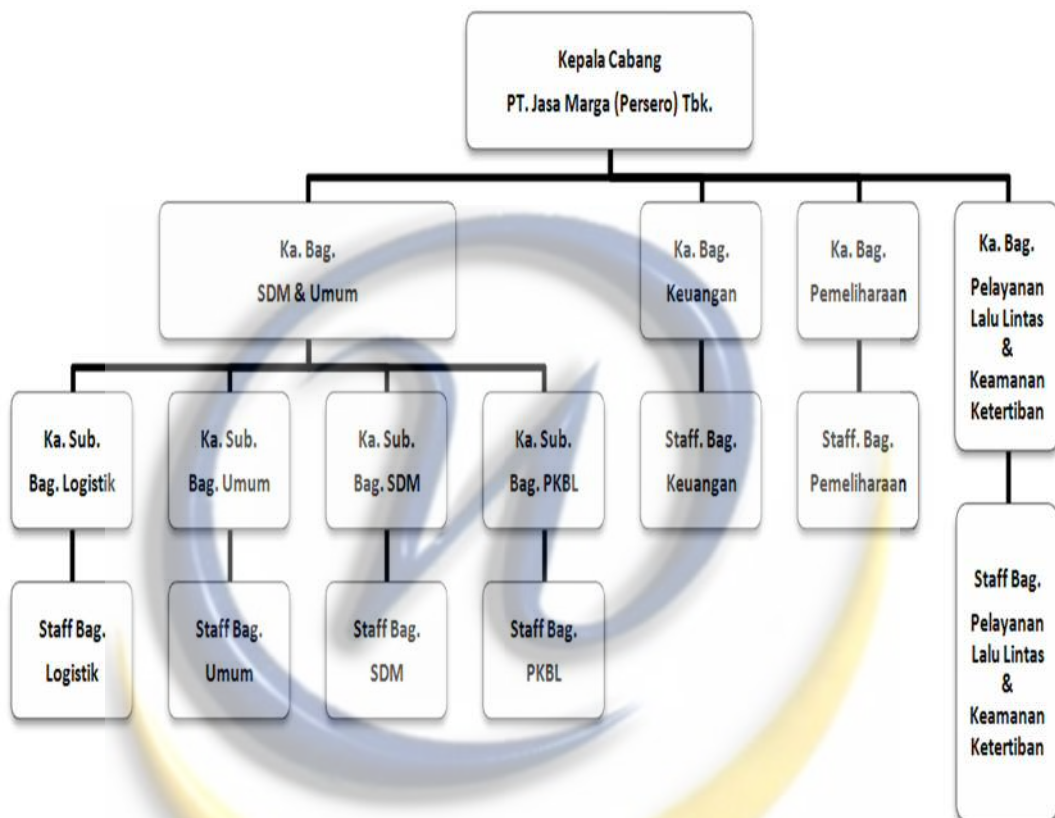 Kepala Cabang
PT. Jasa Marga (Persero) Tbk.
Ka. Bag.
SDM & Umum
Ka. Bag.
Keuangan
Ka. Bag.
Pemeliharaan
Ka. Bag.
Pelayanan
Lalu Lintas
&
Keamanan
Ketertiban
Ka. Sub.
Bag. Logistik
Ka. Sub.
Bag. Umum
Ka. Sub.
Bag. SDM
Ka. Sub.
Bag. PKBL
Staff. Bag.
Keuangan
Staff. Bag.
Pemeliharaan
Staff Bag.
Logistik
Staff Bag.
Umum
Staff Bag.
SDM
Staff Bag.
PKBL
Staff Bag.
Pelayanan
Lalu Lintas
&
Keamanan
Ketertiban